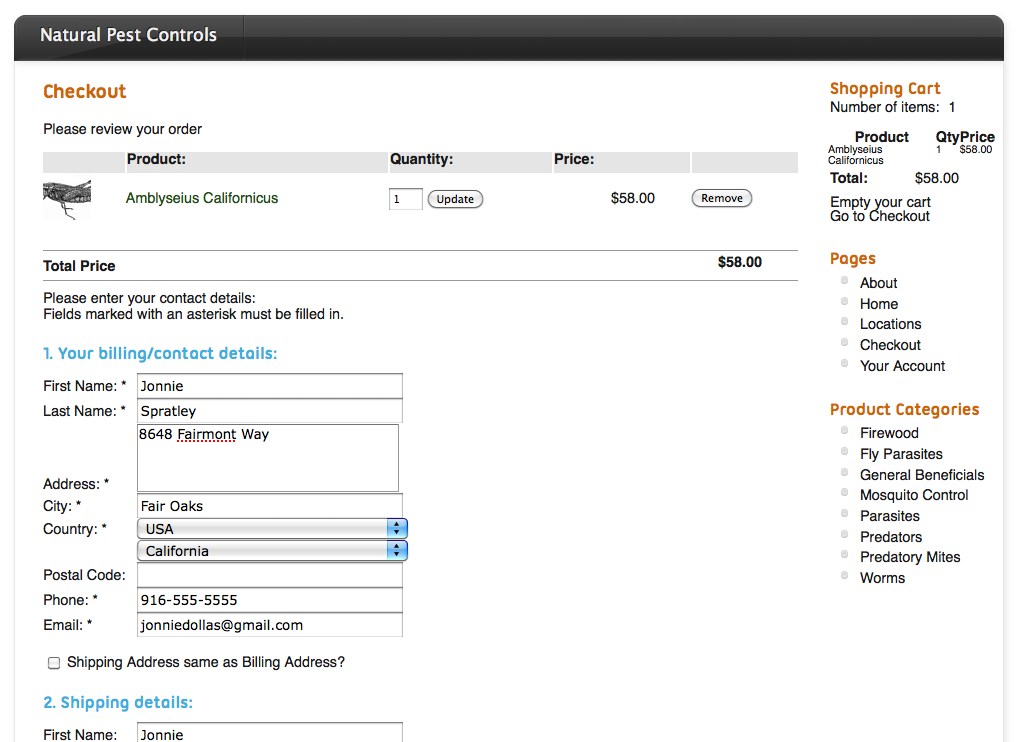 Natural Pest Controls
Checkout
Please review your order
Product: Quantity: Price:
Amblyseius Californicus 1 Update $58.00 Remove
Total Price $58.00
Please enter your contact details:
Fields marked with an asterisk must be filled in.
1. Your billing/contact details:
First Name: * Jonnie
Last Name: * Spratley
8648 Fairmont Way
Address: *
City: * Fair Oaks
Country: * USA
California
Postal Code:
Phone: * 916-555-5555
Email: * jonniedollas@gmail.com
Shipping Address same as Billing Address?
2. Shipping details:
First Name: Jonnie
Shopping Cart
Number of items: 1
Product Qty Price
Amblyseius 1 $58.00
Californicus
Total: $58.00
Empty your cart
Go to Checkout
Pages
About
Home
Locations
Checkout
Your Account
Product Categories
Firewood
Fly Parasites
General Beneficials
Mosquito Control
Parasites
Predators
Predatory Mites
Worms